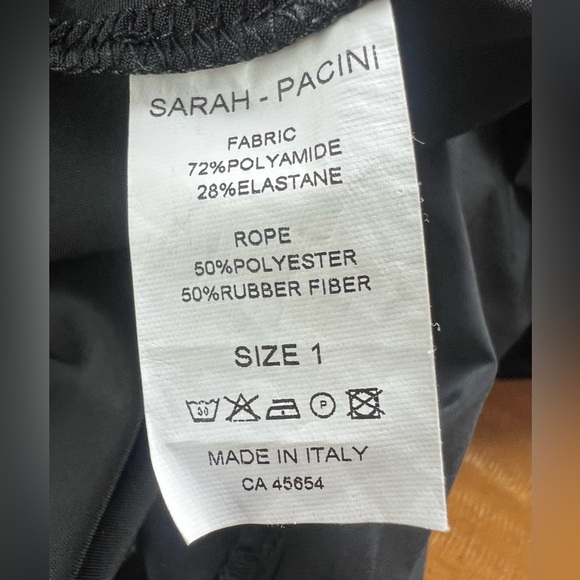 SARAH - PACINI
FABRIC
72%POLYAMIDE
28%ELASTANE
ROPE
50%POLYESTER
50%RUBBER FIBER
SIZE 1
30
P
MADE IN ITALY
CA 45654